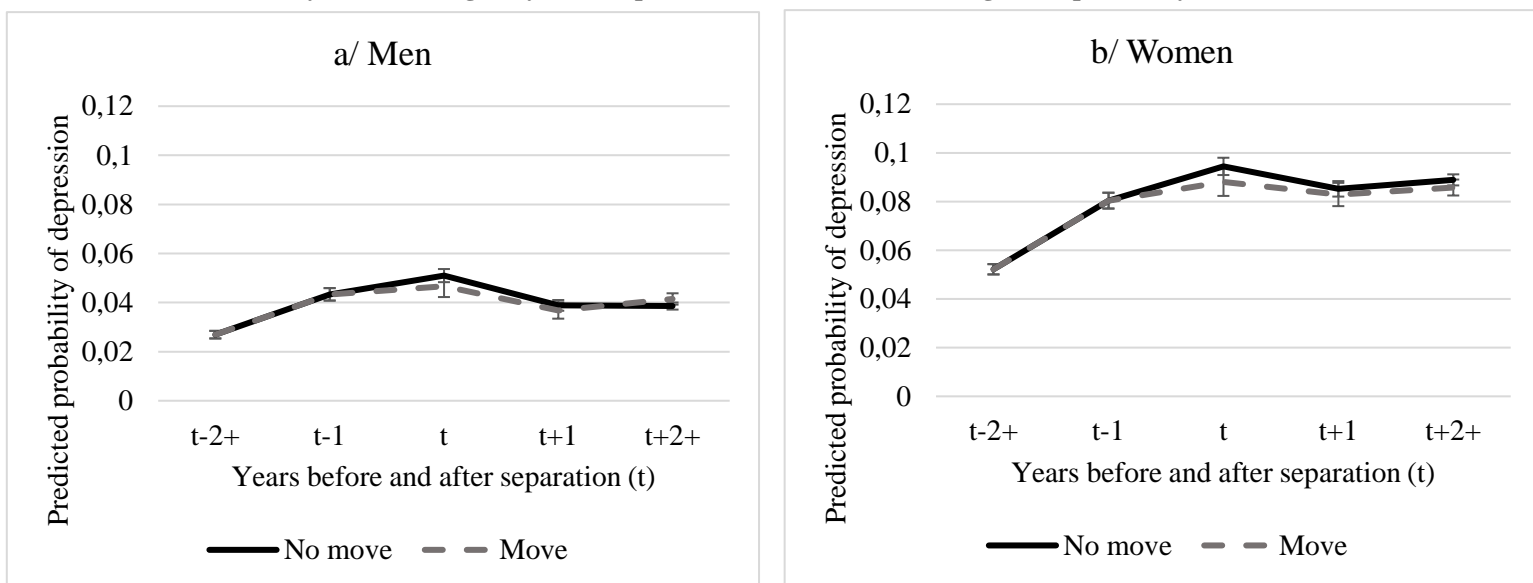 a/ Men
0,12
0,1
0,08
0,06
0,04
0,02
0
Predicted probability of depression
t-2+ t-1 t t+1 t+2+
Years before and after separation (t)
No move Move
b/ Women
0,12
0,1
0,08
0,06
0,04
0,02
0
Predicted probability of depression
t-2+ t-1 t t+1 t+2+
Years before and after separation (t)
No move Move